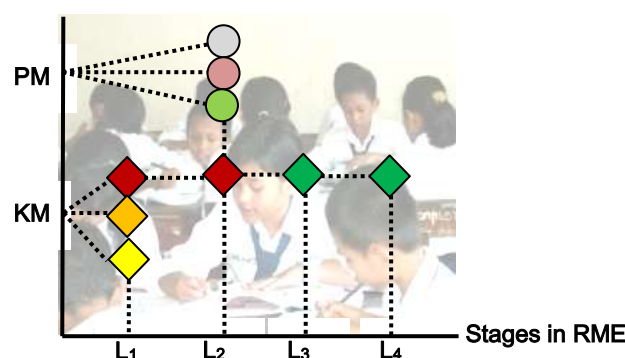 PM
KM
Stages in RME
L₁ L₂ L₃ L₄